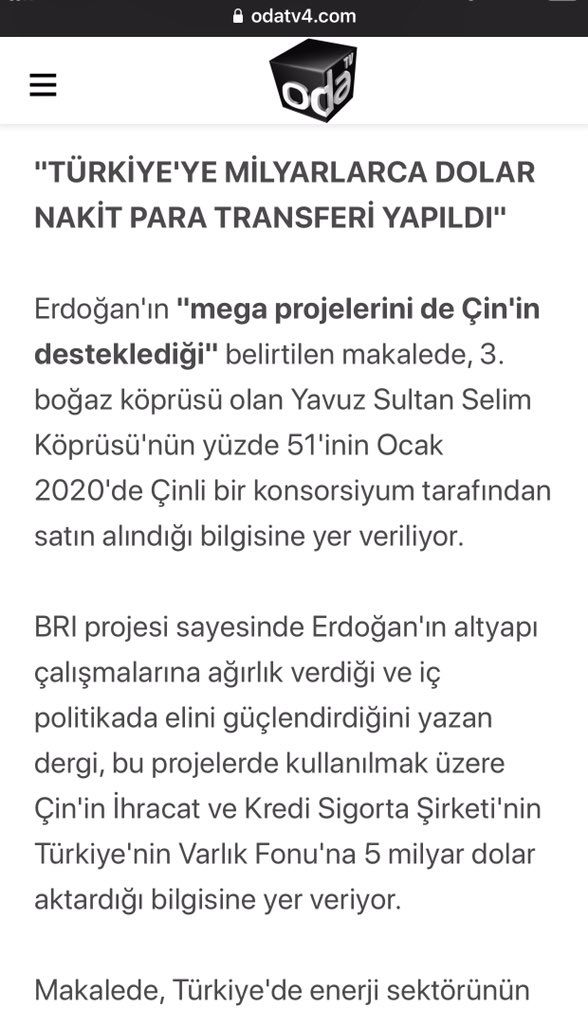 odatv4.com
oda TV
"TÜRKİYE'YE MİLYARLARCA DOLAR
NAKİT PARA TRANSFERİ YAPILDI"
Erdoğan'ın "mega projelerini de Çin'in
desteklediği" belirtilen makalede, 3.
boğaz köprüsü olan Yavuz Sultan Selim
Köprüsü'nün yüzde 51'inin Ocak
2020'de Çinli bir konsorsiyum tarafından
satın alındığı bilgisine yer veriliyor.
BRI projesi sayesinde Erdoğan'ın altyapı
çalışmalarına ağırlık verdiği ve iç
politikada elini güçlendirdiğini yazan
dergi, bu projelerde kullanılmak üzere
Çin'in İhracat ve Kredi Sigorta Şirketi'nin
Türkiye'nin Varlık Fonu'na 5 milyar dolar
aktardığı bilgisine yer veriyor.
Makalede, Türkiye'de enerji sektörünün